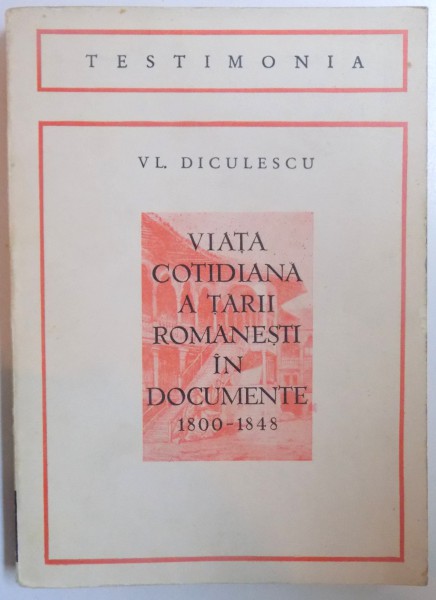 TESTIMONIA
VL. DICULESCU
VIAȚA
COTIDIANA
A ȚARII
ROMANEȘTI
ÎN
DOCUMENTE
1800-1848